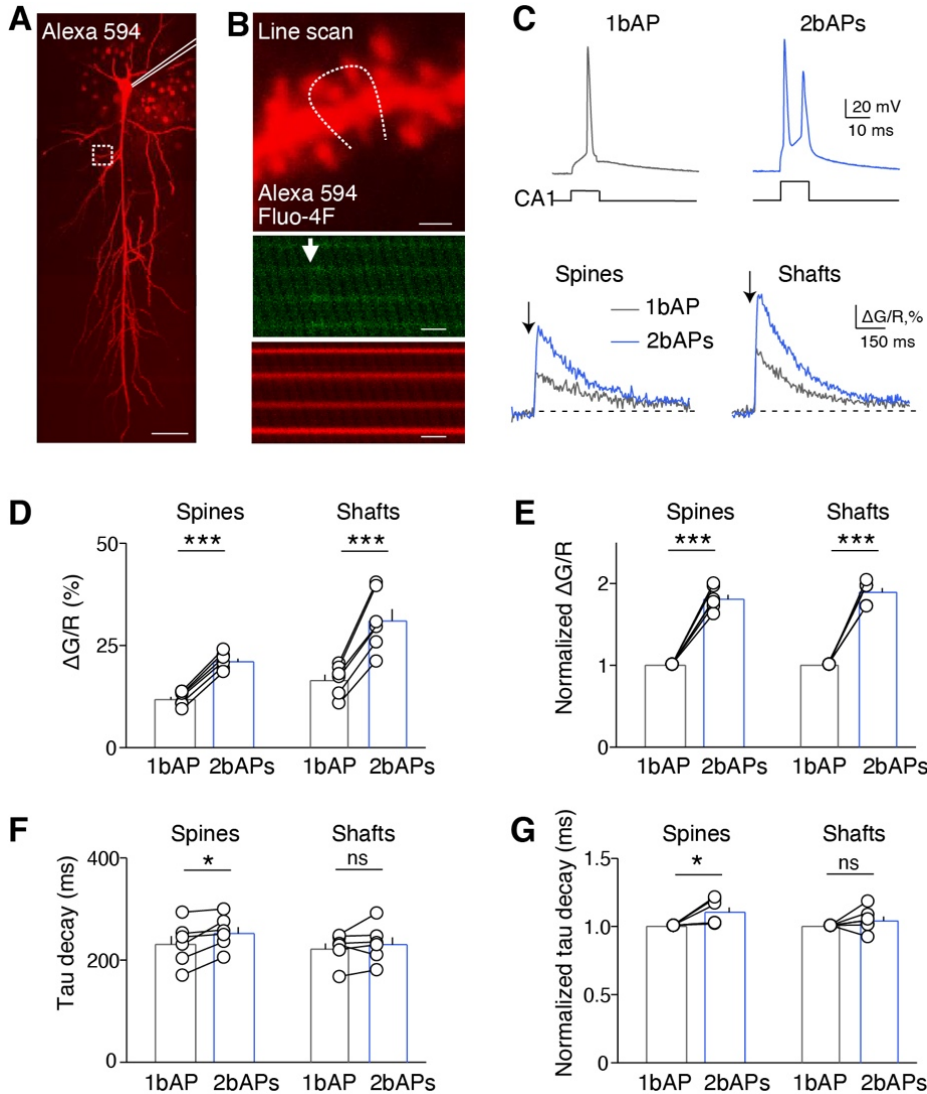 A
Alexa 594
B
Line scan
Alexa 594
Fluo-4F
C
1bAP
2bAPs
20 mV
10 ms
CA1
Spines
Shafts
1bAP
2bAPs
ΔG/R,%
150 ms
D
Spines
Shafts
***
***
ΔG/R (%)
50
25
0
1bAP
2bAPs
1bAP
2bAPs
E
Spines
Shafts
***
***
Normalized ΔG/R
2
1
0
1bAP
2bAPs
1bAP
2bAPs
F
Spines
Shafts
*
ns
Tau decay (ms)
400
200
0
1bAP
2bAPs
1bAP
2bAPs
G
Spines
Shafts
*
ns
Normalized tau decay (ms)
1.5
1.0
0.5
0
1bAP
2bAPs
1bAP
2bAPs